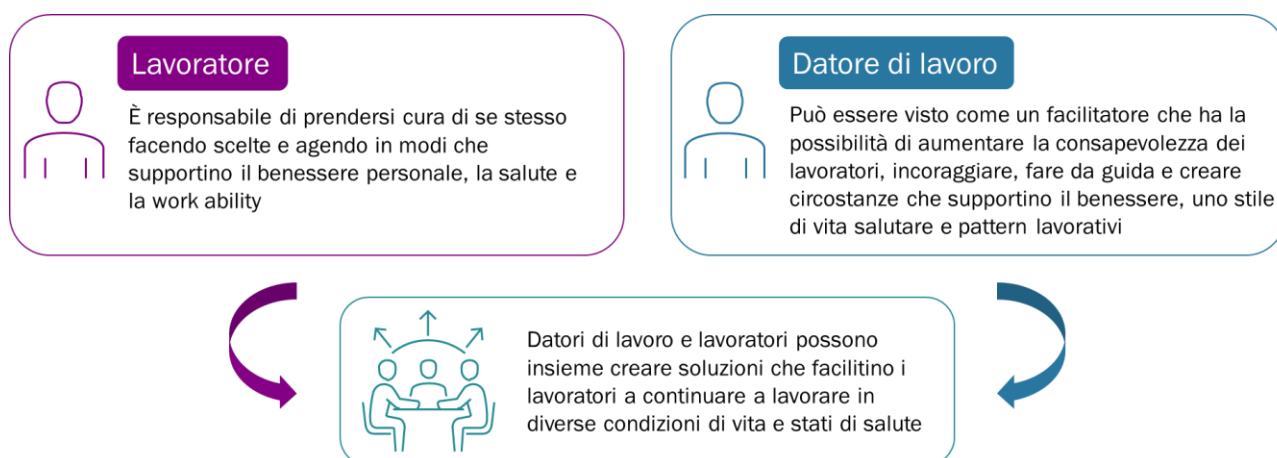 Lavoratore
È responsabile di prendersi cura di se stesso
facendo scelte e agendo in modi che
supportino il benessere personale, la salute e
la work ability
Datore di lavoro
Può essere visto come un facilitatore che ha la
possibilità di aumentare la consapevolezza dei
lavoratori, incoraggiare, fare da guida e creare
circostanze che supportino il benessere, uno stile
di vita salutare e pattern lavorativi
Datori di lavoro e lavoratori possono
insieme creare soluzioni che facilitino i
lavoratori a continuare a lavorare in
diverse condizioni di vita e stati di salute